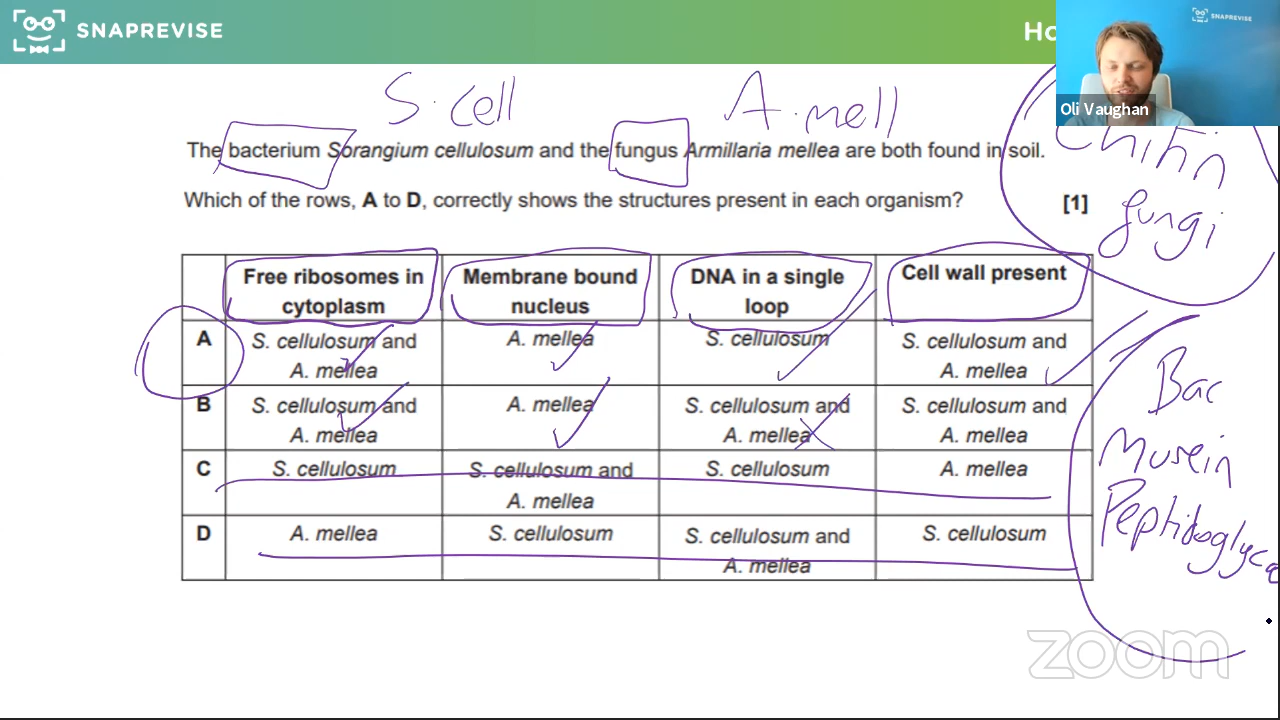 SNAPREVISE
Ho
SNAPREVISE
Oli Vaughan
S.cell
A.mell
Chitin
fungi
The bacterium Sorangium cellulosum and the fungus Armillaria mellea are both found in soil.
Which of the rows, A to D, correctly shows the structures present in each organism? [1]
Free ribosomes in
cytoplasm
Membrane bound
nucleus
DNA in a single
loop
Cell wall present
A
S. cellulosum and
A. mellea
A. mellea
S. cellulosum
S. cellulosum and
A. mellea
B
S. cellulosum and
A. mellea
A. mellea
S. cellulosum and
A. mellea
S. cellulosum and
A. mellea
C
S. cellulosum
S. cellulosum and
A. mellea
S. cellulosum
A. mellea
D
A. mellea
S. cellulosum
S. cellulosum and
A. mellea
S. cellulosum
Bac
Musein
Peptidoglyca
zoom